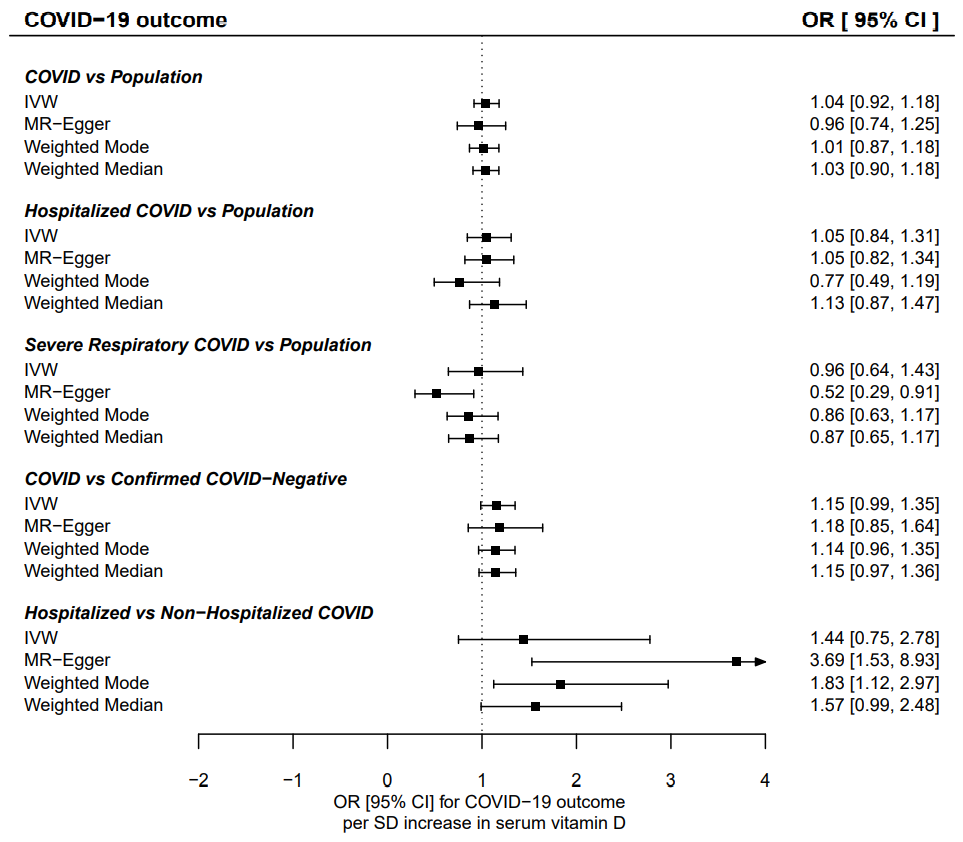 COVID−19 outcome OR [ 95% CI ]
COVID vs Population
IVW 1.04 [0.92, 1.18]
MR−Egger 0.96 [0.74, 1.25]
Weighted Mode 1.01 [0.87, 1.18]
Weighted Median 1.03 [0.90, 1.18]
Hospitalized COVID vs Population
IVW 1.05 [0.84, 1.31]
MR−Egger 1.05 [0.82, 1.34]
Weighted Mode 0.77 [0.49, 1.19]
Weighted Median 1.13 [0.87, 1.47]
Severe Respiratory COVID vs Population
IVW 0.96 [0.64, 1.43]
MR−Egger 0.52 [0.29, 0.91]
Weighted Mode 0.86 [0.63, 1.17]
Weighted Median 0.87 [0.65, 1.17]
COVID vs Confirmed COVID−Negative
IVW 1.15 [0.99, 1.35]
MR−Egger 1.18 [0.85, 1.64]
Weighted Mode 1.14 [0.96, 1.35]
Weighted Median 1.15 [0.97, 1.36]
Hospitalized vs Non−Hospitalized COVID
IVW 1.44 [0.75, 2.78]
MR−Egger 3.69 [1.53, 8.93]
Weighted Mode 1.83 [1.12, 2.97]
Weighted Median 1.57 [0.99, 2.48]
−2 −1 0 1 2 3 4
OR [95% CI] for COVID−19 outcome
per SD increase in serum vitamin D